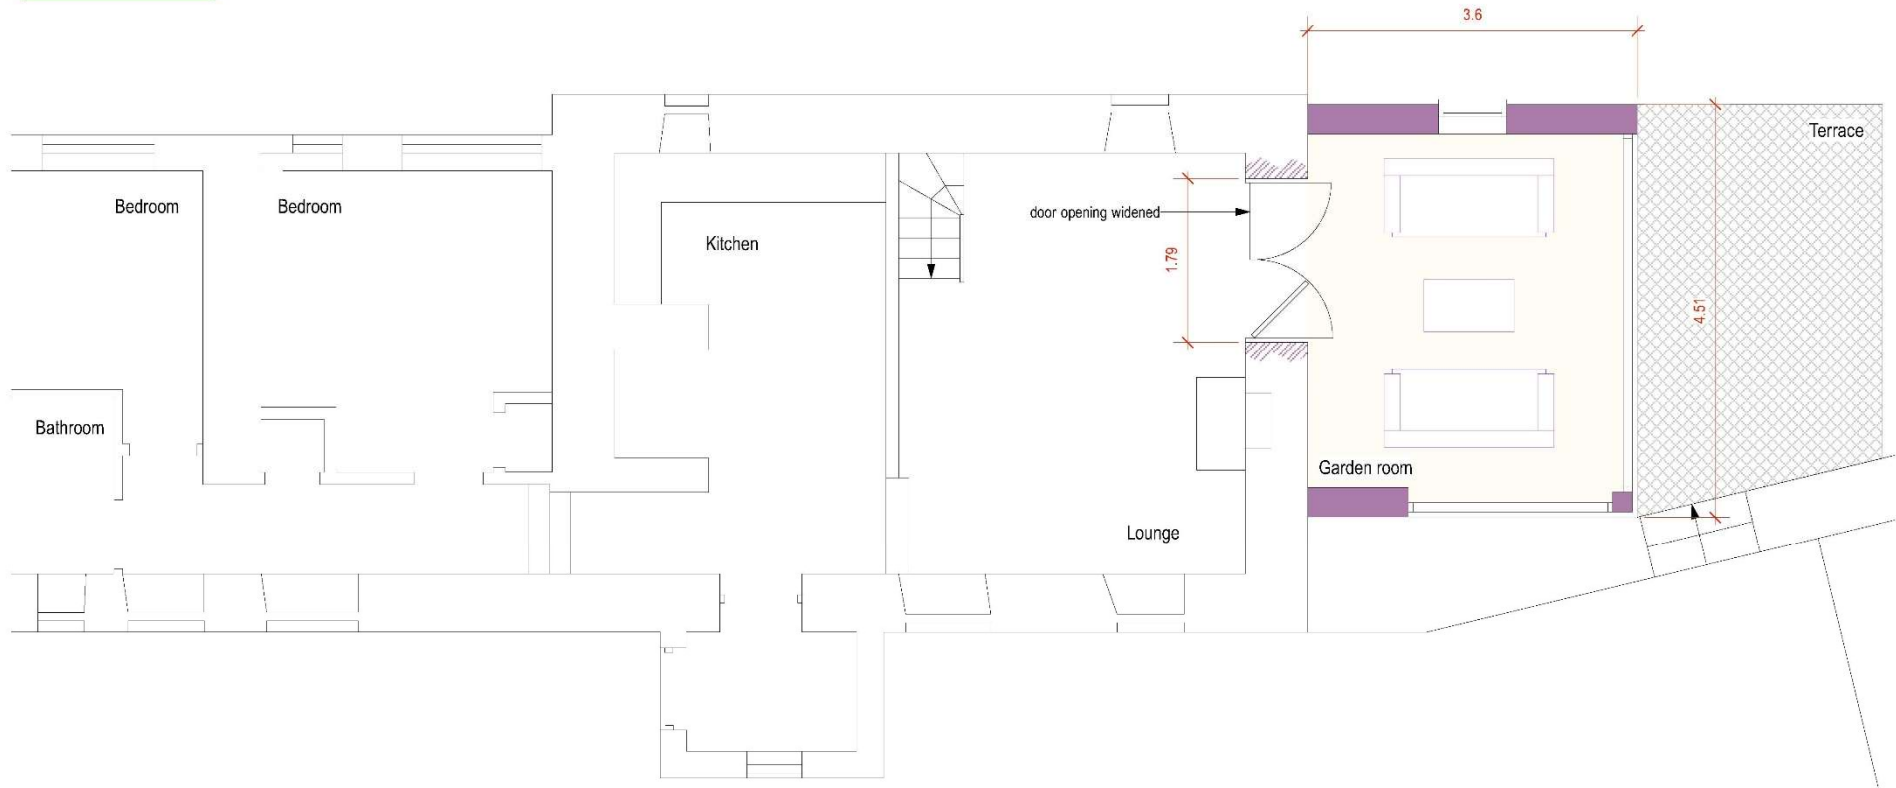 3.6
Terrace
Bedroom
Bedroom
door opening widened
Kitchen
1.79
4.51
Bathroom
Garden room
Lounge